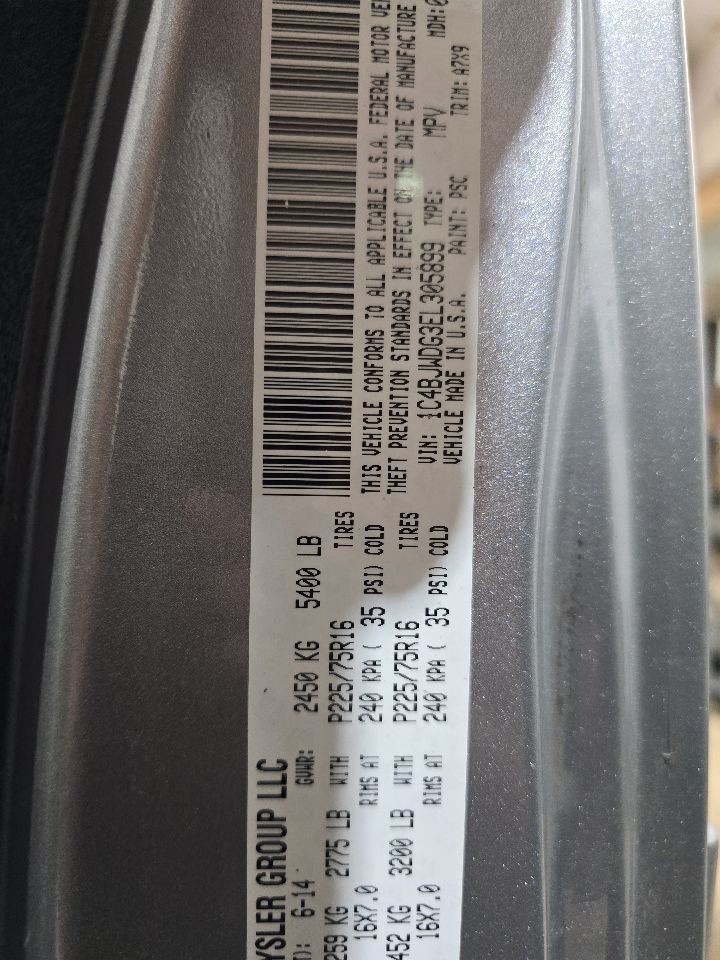 YSLER GROUP LLC
T): 6-14 GVWR: 2450 KG 5400 LB
259 KG 2775 LB WITH P225/75R16 TIRES
16X7.0 RIMS AT 240 KPA ( 35 PSI) COLD
452 KG 3200 LB WITH P225/75R16 TIRES
16X7.0 RIMS AT 240 KPA ( 35 PSI) COLD
THIS VEHICLE CONFORMS TO ALL APPLICABLE U.S.A. FEDERAL MOTOR VE
THEFT PREVENTION STANDARDS IN EFFECT ON THE DATE OF MANUFACTURE
VIN: 1C4BJWDG3EL305899 TYPE: MPV MDH:0
VEHICLE MADE IN U.S.A. PAINT: PSC TRIM: A7X9